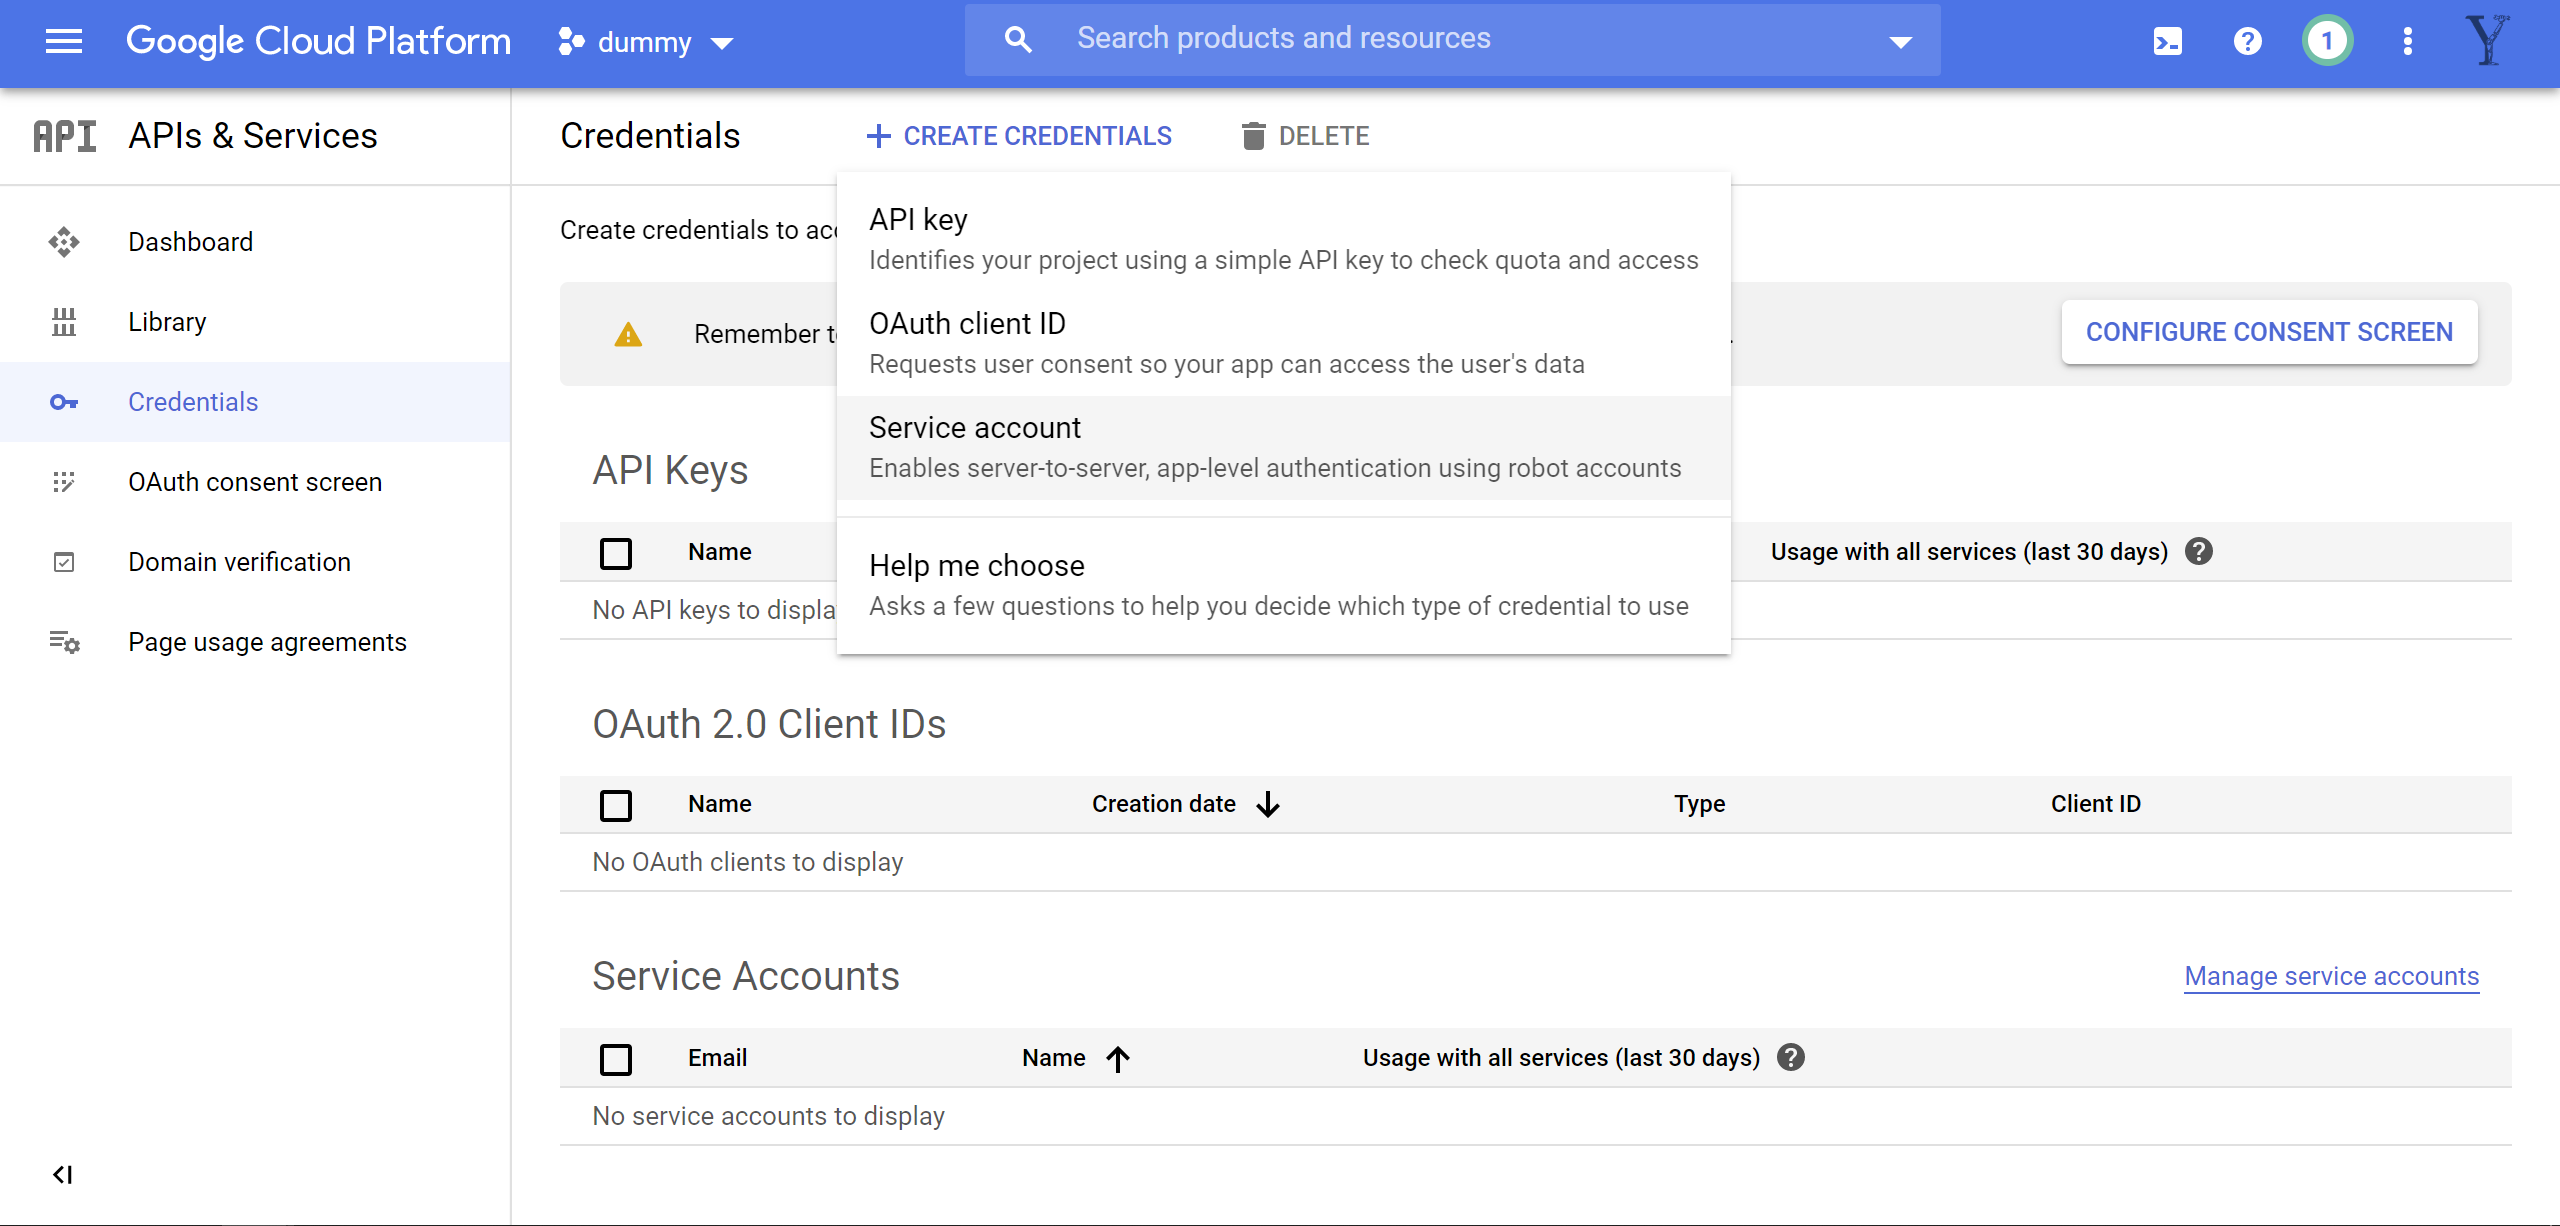 Google Cloud Platform
dummy
Search products and resources
1
API
APIs & Services
Credentials
CREATE CREDENTIALS
DELETE
Dashboard
Library
Credentials
OAuth consent screen
Domain verification
Page usage agreements
Create credentials to
API key
Identifies your project using a simple API key to check quota and access
OAuth client ID
Requests user consent so your app can access the user's data
Service account
Enables server-to-server, app-level authentication using robot accounts
Help me choose
Asks a few questions to help you decide which type of credential to use
Remember
CONFIGURE CONSENT SCREEN
API Keys
Name
Usage with all services (last 30 days)
No API keys to
OAuth 2.0 Client IDs
Name
Creation date
Type
Client ID
No OAuth clients to display
Service Accounts
Manage service accounts
Email
Name
Usage with all services (last 30 days)
No service accounts to display